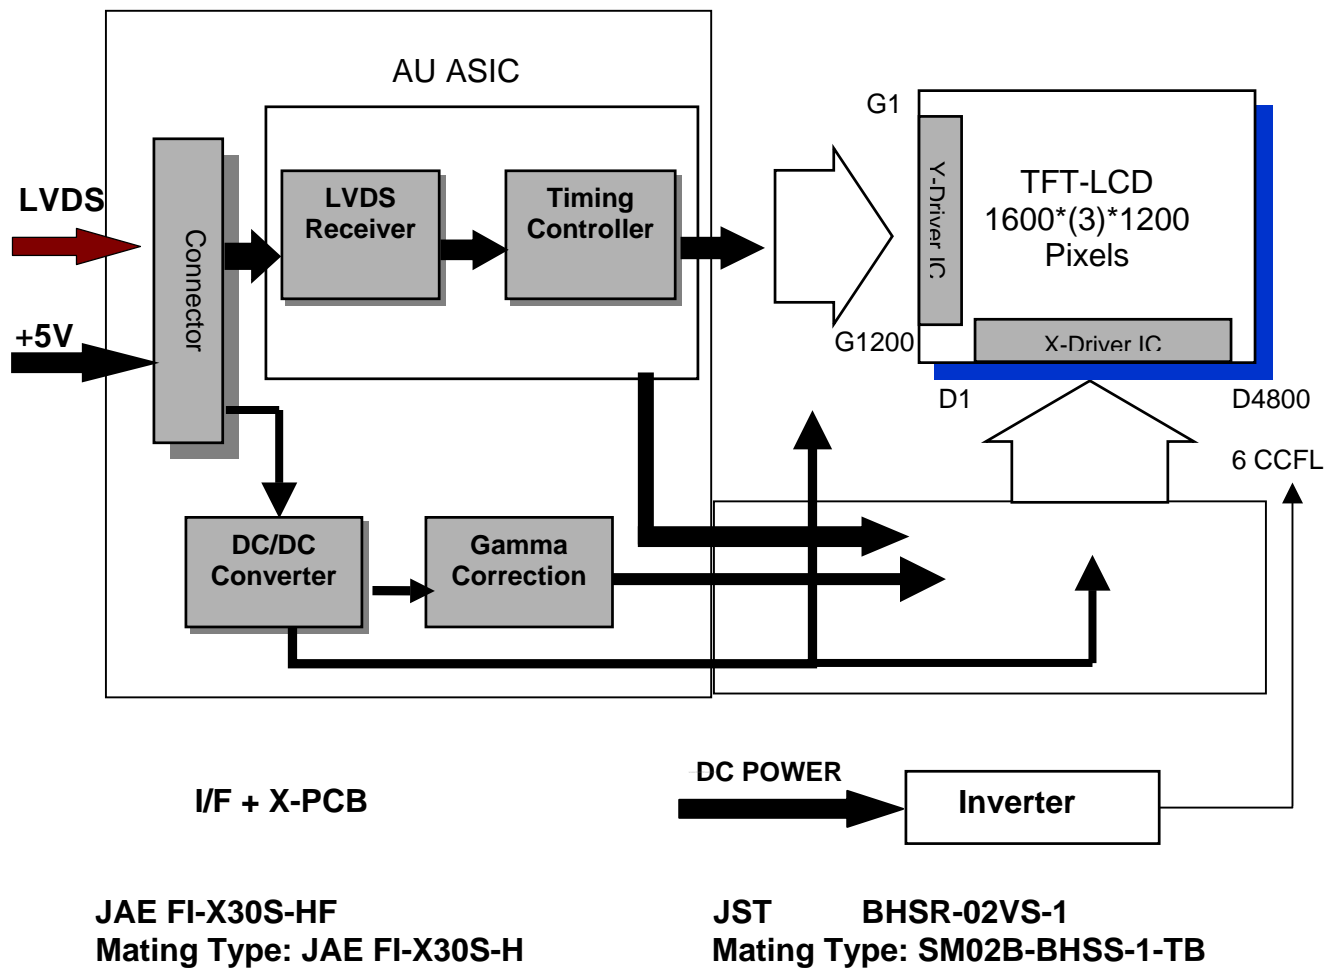 AU ASIC
G1
LVDS
Connector
LVDS
Receiver
Timing
Controller
Y-Driver IC
TFT-LCD
1600*(3)*1200
Pixels
+5V
G1200
X-Driver IC
D1
D4800
6 CCFL
DC/DC
Converter
Gamma
Correction
I/F + X-PCB
DC POWER
Inverter
JAE FI-X30S-HF
Mating Type: JAE FI-X30S-H
JST BHSR-02VS-1
Mating Type: SM02B-BHSS-1-TB